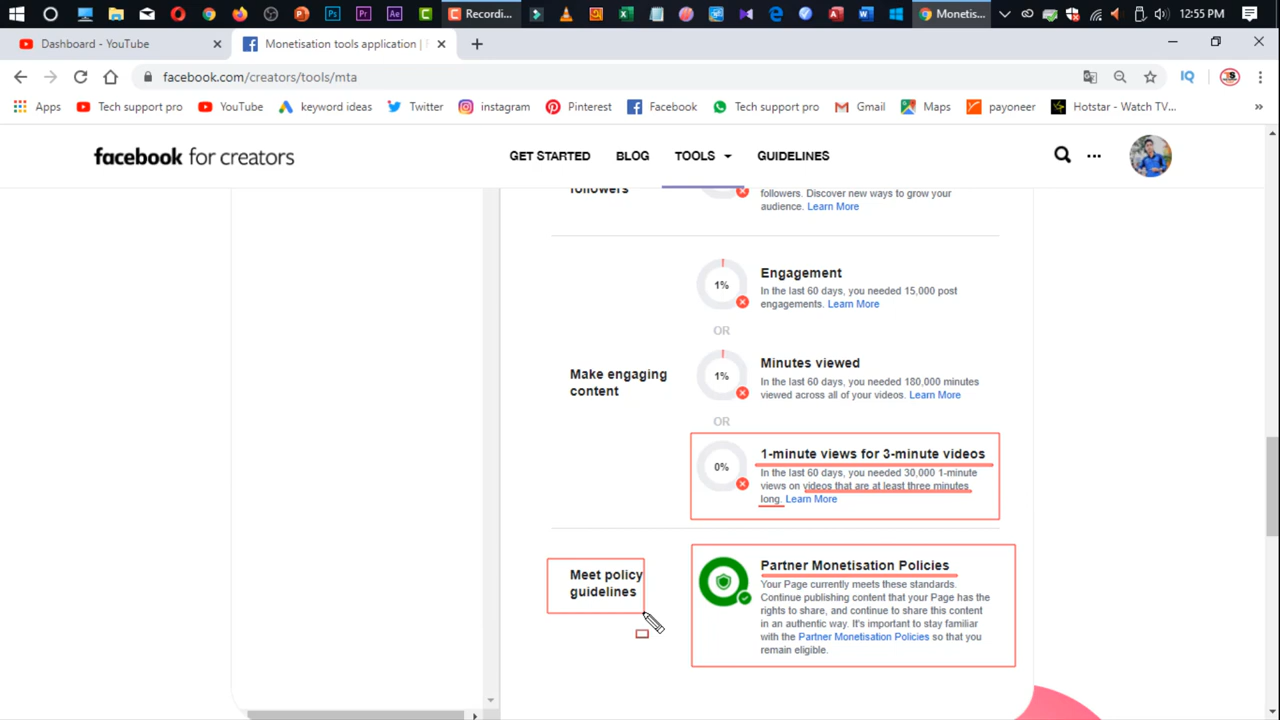 Recordi...
Monetis...
12:55 PM
Dashboard - YouTube
Monetisation tools application |
facebook.com/creators/tools/mta
IQ
Apps
Tech support pro
YouTube
keyword ideas
Twitter
instagram
Pinterest
Facebook
Tech support pro
Gmail
Maps
payoneer
Hotstar - Watch TV...
facebook for creators
GET STARTED
BLOG
TOOLS
GUIDELINES
followers
followers. Discover new ways to grow your
audience. Learn More
1%
Engagement
In the last 60 days, you needed 15,000 post
engagements. Learn More
OR
Make engaging
content
1%
Minutes viewed
In the last 60 days, you needed 180,000 minutes
viewed across all of your videos. Learn More
OR
0%
1-minute views for 3-minute videos
In the last 60 days, you needed 30,000 1-minute
views on videos that are at least three minutes
long. Learn More
Meet policy
guidelines
Partner Monetisation Policies
Your Page currently meets these standards.
Continue publishing content that your Page has the
rights to share, and continue to share this content
in an authentic way. It's important to stay familiar
with the Partner Monetisation Policies so that you
remain eligible.